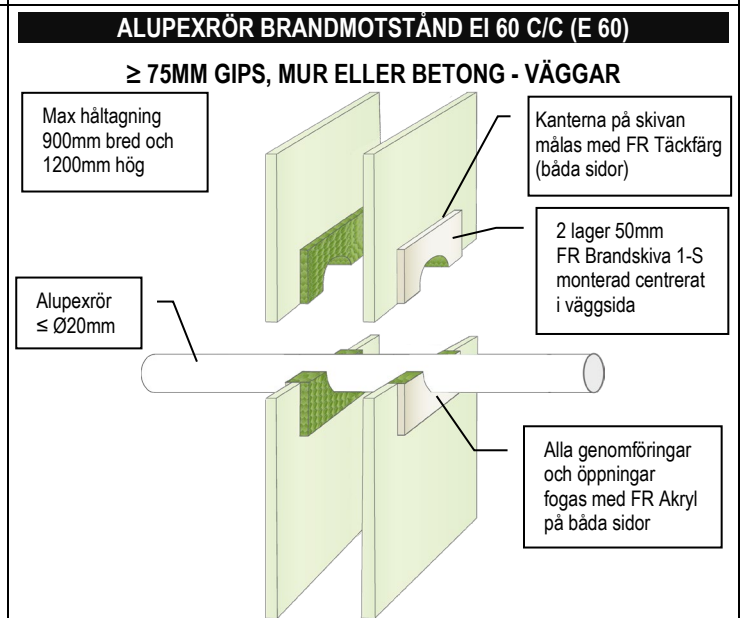 ALUPEXRÖR BRANDMOTSTÅND EI 60 C/C (E 60)
≥ 75MM GIPS, MUR ELLER BETONG - VÄGGAR
Max håltagning
900mm bred och
1200mm hög
Kanterna på skivan
målas med FR Täckfärg
(båda sidor)
2 lager 50mm
FR Brandskiva 1-S
monterad centrerat
i väggsida
Alupexrör
≤ Ø20mm
Alla genomföringar
och öppningar
fogas med FR Akryl
på båda sidor